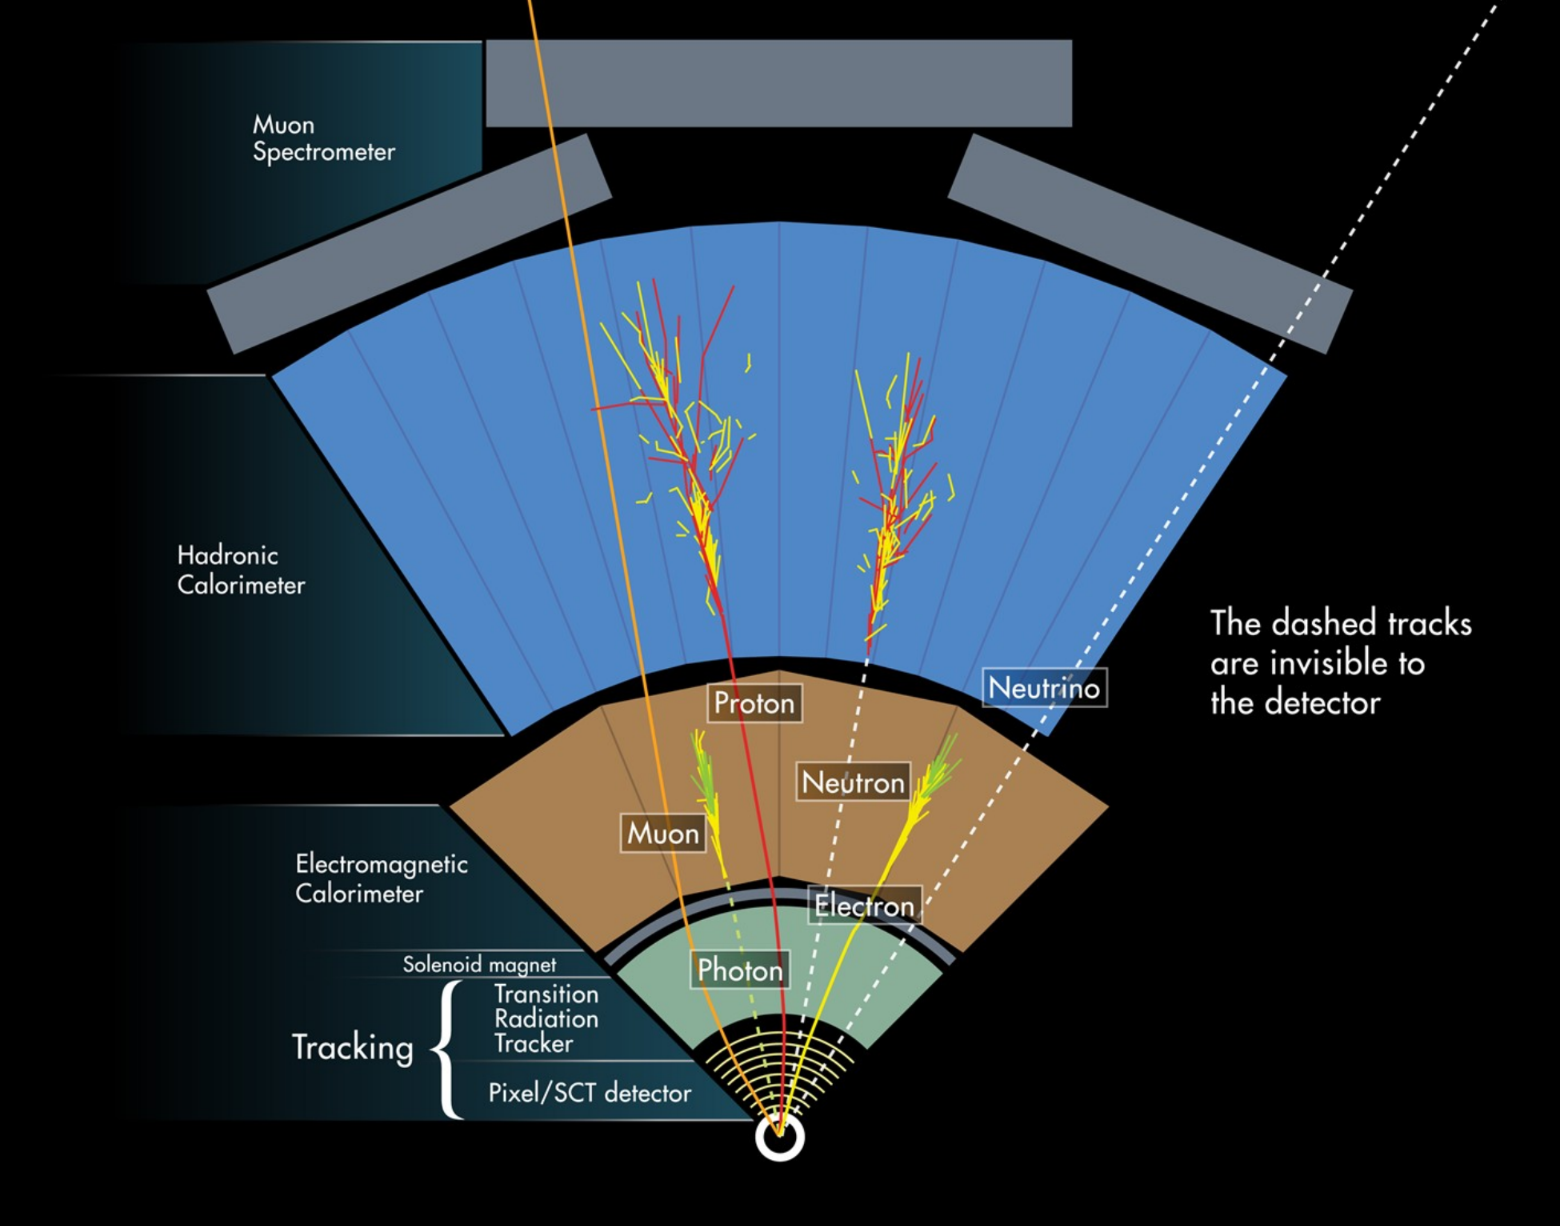 Muon
Spectrometer
Hadronic
Calorimeter
The dashed tracks
are invisible to
the detector
Neutrino
Proton
Neutron
Muon
Electromagnetic
Calorimeter
Electron
Solenoid magnet
Photon
Tracking
Transition
Radiation
Tracker
Pixel/SCT detector